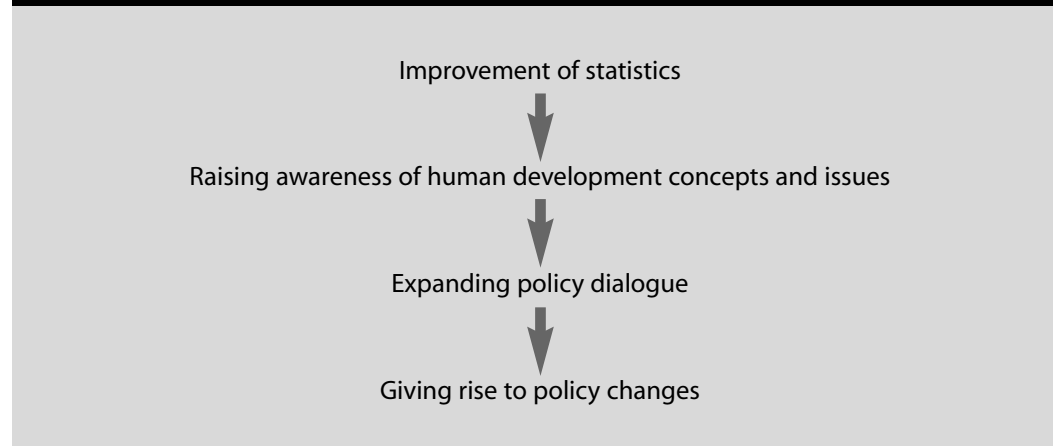 Improvement of statistics
Raising awareness of human development concepts and issues
Expanding policy dialogue
Giving rise to policy changes